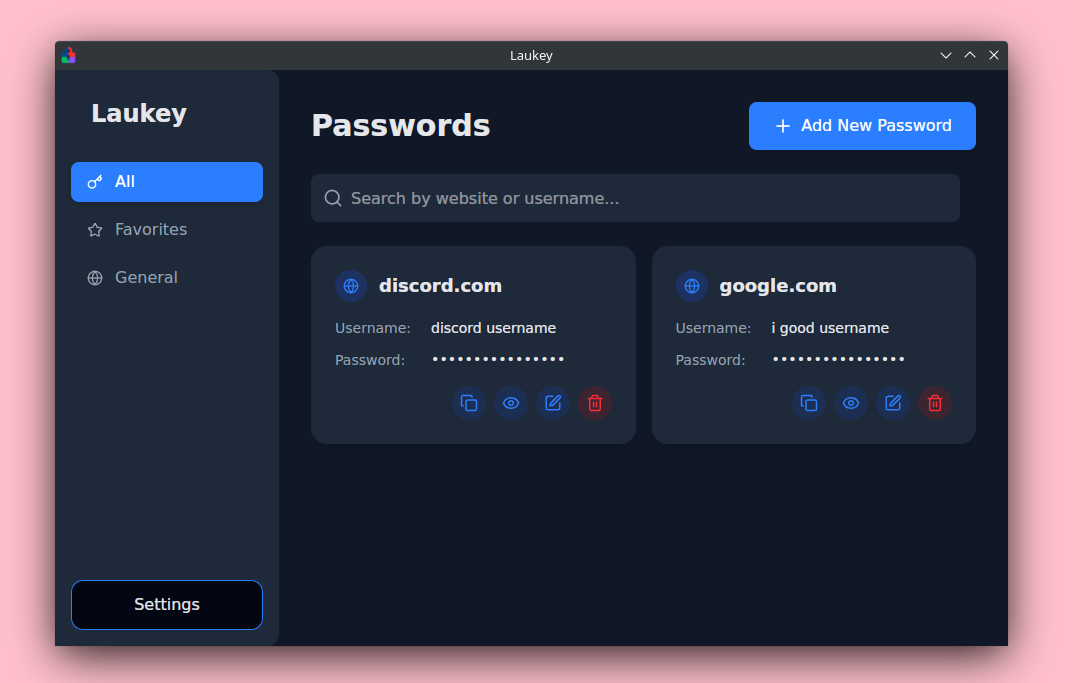 Laukey
Laukey
All
Favorites
General
Settings
Passwords
Add New Password
Search by website or username...
discord.com
Username: discord username
Password: ••••••••••••••••
google.com
Username: i good username
Password: ••••••••••••••••